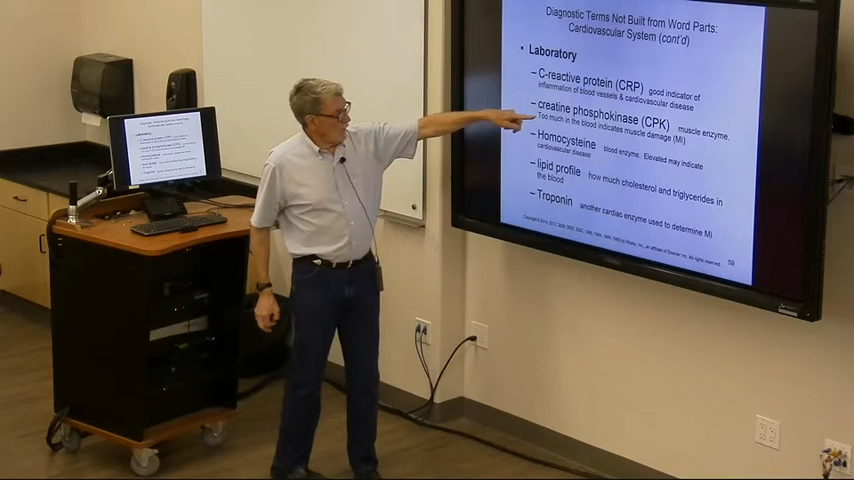 Diagnostic Terms Not Built from Word Parts:
Cardiovascular System (cont'd)
• Laboratory
– C-reactive protein (CRP) good indicator of
inflammation of blood vessels & cardiovascular disease
– creatine phosphokinase (CPK) muscle enzyme,
Too much in the blood indicates muscle damage (MI)
– Homocysteine blood enzyme, Elevated may indicate
cardiovascular disease.
– lipid profile how much cholesterol and triglycerides in
the blood
– Troponin another cardiac enzyme used to determine MI
59